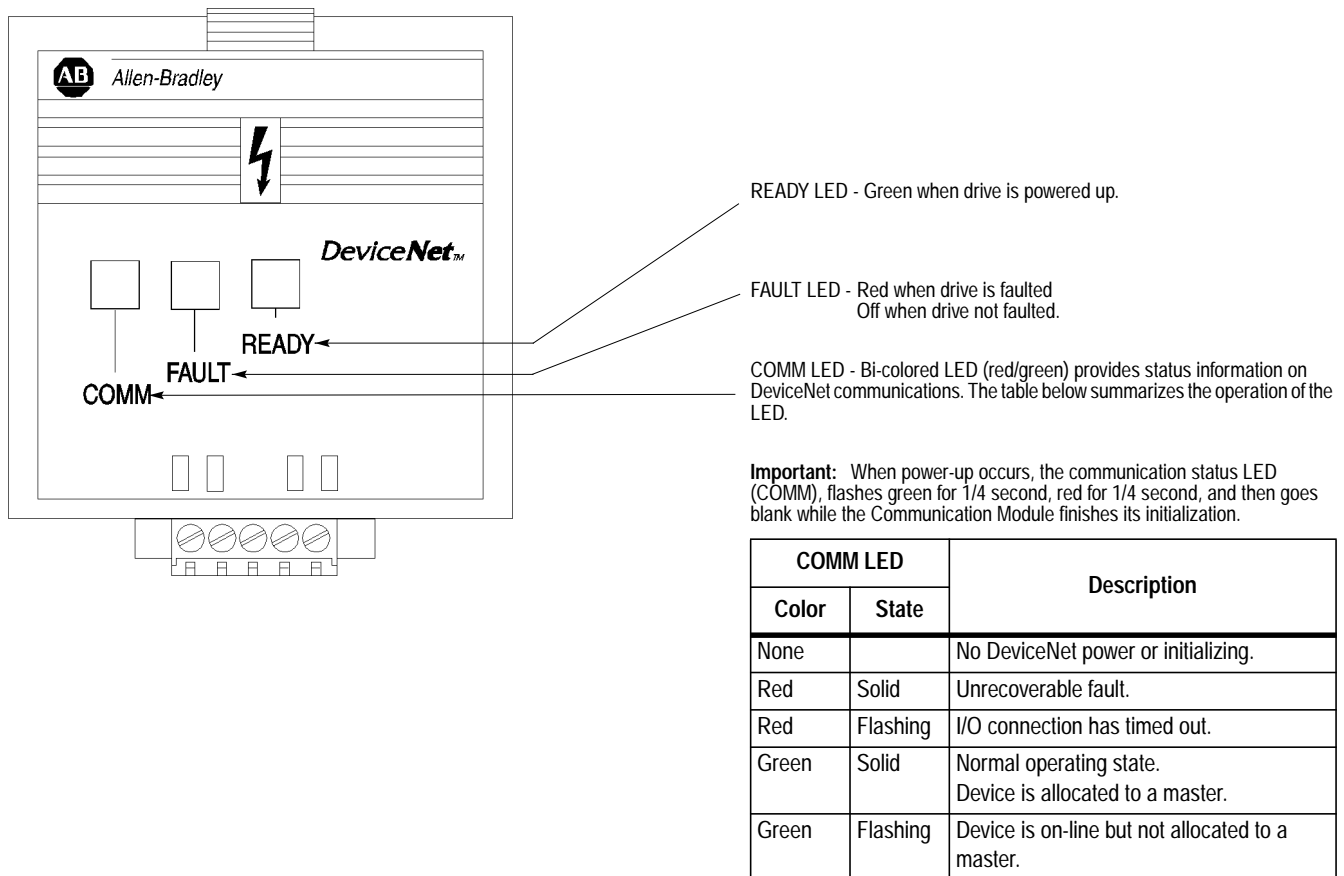 AB Allen-Bradley
DeviceNet™
READY
FAULT
COMM
READY LED - Green when drive is powered up.
FAULT LED - Red when drive is faulted
Off when drive not faulted.
COMM LED - Bi-colored LED (red/green) provides status information on
DeviceNet communications. The table below summarizes the operation of the
LED.
Important: When power-up occurs, the communication status LED
(COMM), flashes green for 1/4 second, red for 1/4 second, and then goes
blank while the Communication Module finishes its initialization.
COMM LED Description
Color State
None No DeviceNet power or initializing.
Red Solid Unrecoverable fault.
Red Flashing I/O connection has timed out.
Green Solid Normal operating state.
Device is allocated to a master.
Green Flashing Device is on-line but not allocated to a
master.